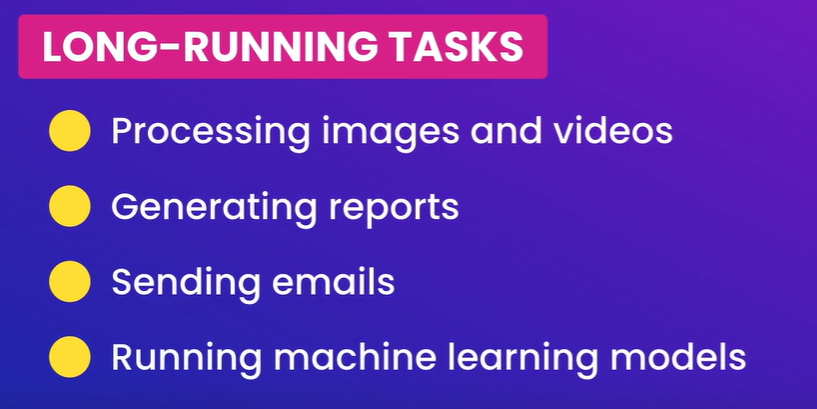 LONG-RUNNING TASKS
Processing images and videos
Generating reports
Sending emails
Running machine learning models